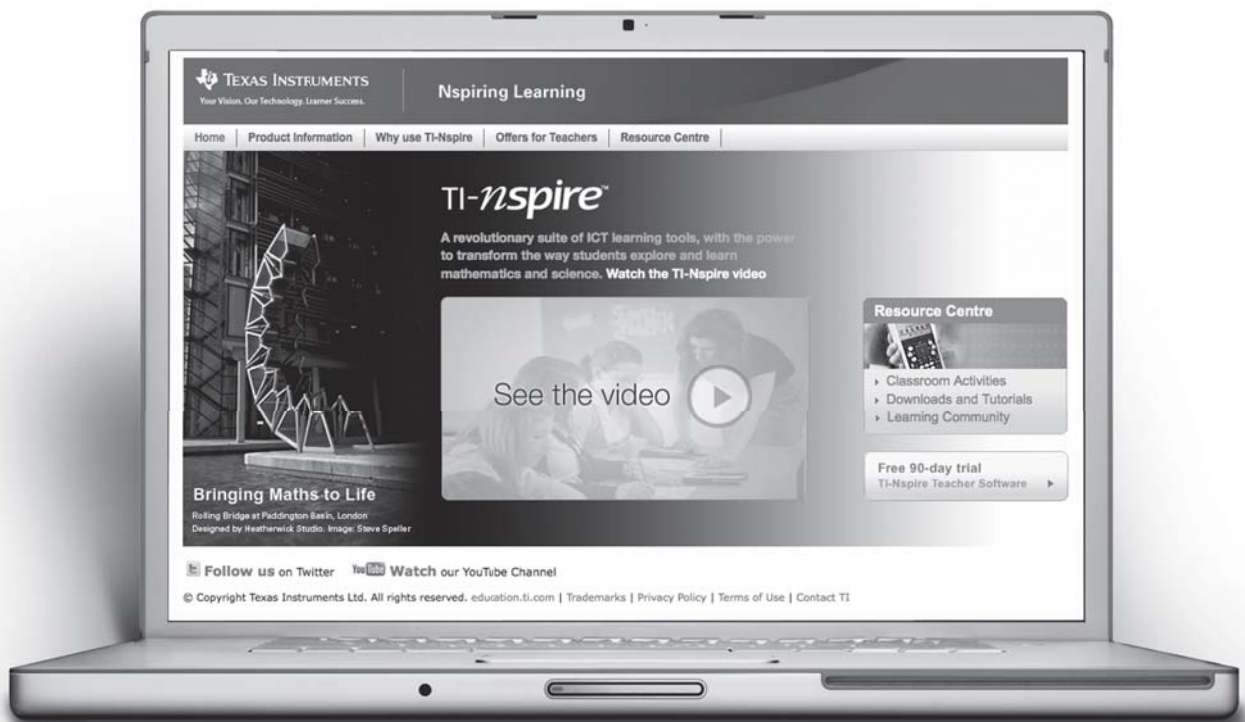 TEXAS INSTRUMENTS
Your Vision. Our Technology. Learner Success.
Nspiring Learning
Home | Product Information | Why use TI-Nspire | Offers for Teachers | Resource Centre |
TI-nspire™
A revolutionary suite of ICT learning tools, with the power
to transform the way students explore and learn
mathematics and science. Watch the TI-Nspire video
See the video
Resource Centre
Classroom Activities
Downloads and Tutorials
Learning Community
Free 90-day trial
TI-Nspire Teacher Software
Bringing Maths to Life
Rolling Bridge at Paddington Basin, London
Designed by Heatherwick Studio. Image: Steve Speller
Follow us on Twitter You Tube Watch our YouTube Channel
© Copyright Texas Instruments Ltd. All rights reserved. education.ti.com | Trademarks | Privacy Policy | Terms of Use | Contact TI